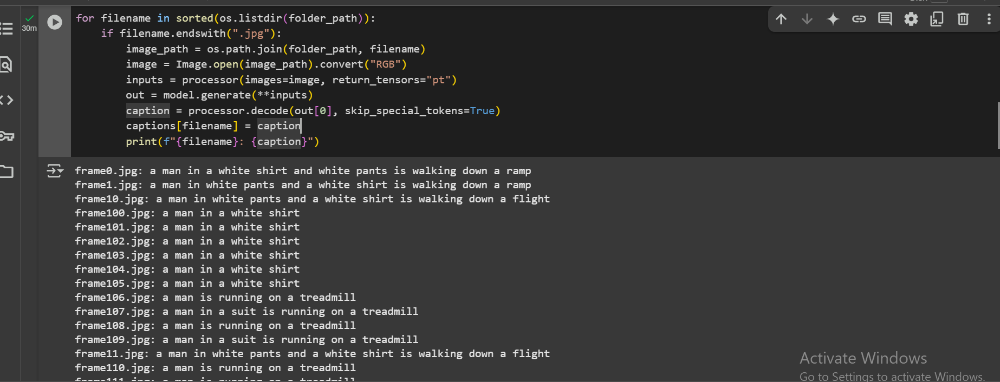 30m
for filename in sorted(os.listdir(folder_path)):
    if filename.endswith(".jpg"):
        image_path = os.path.join(folder_path, filename)
        image = Image.open(image_path).convert("RGB")
        inputs = processor(images=image, return_tensors="pt")
        out = model.generate(**inputs)
        caption = processor.decode(out[0], skip_special_tokens=True)
        captions[filename] = caption
        print(f"{filename}: {caption}")
frame0.jpg: a man in a white shirt and white pants is walking down a ramp
frame1.jpg: a man in white pants and a white shirt is walking down a ramp
frame10.jpg: a man in white pants and a white shirt is walking down a flight
frame100.jpg: a man in a white shirt
frame101.jpg: a man in a white shirt
frame102.jpg: a man in a white shirt
frame103.jpg: a man in a white shirt
frame104.jpg: a man in a white shirt
frame105.jpg: a man in a white shirt
frame106.jpg: a man is running on a treadmill
frame107.jpg: a man in a suit is running on a treadmill
frame108.jpg: a man is running on a treadmill
frame109.jpg: a man in a suit is running on a treadmill
frame11.jpg: a man in white pants and a white shirt is walking down a flight
frame110.jpg: a man is running on a treadmill
frame111.jpg: a man is running on a treadmill
Activate Windows
Go to Settings to activate Windows.